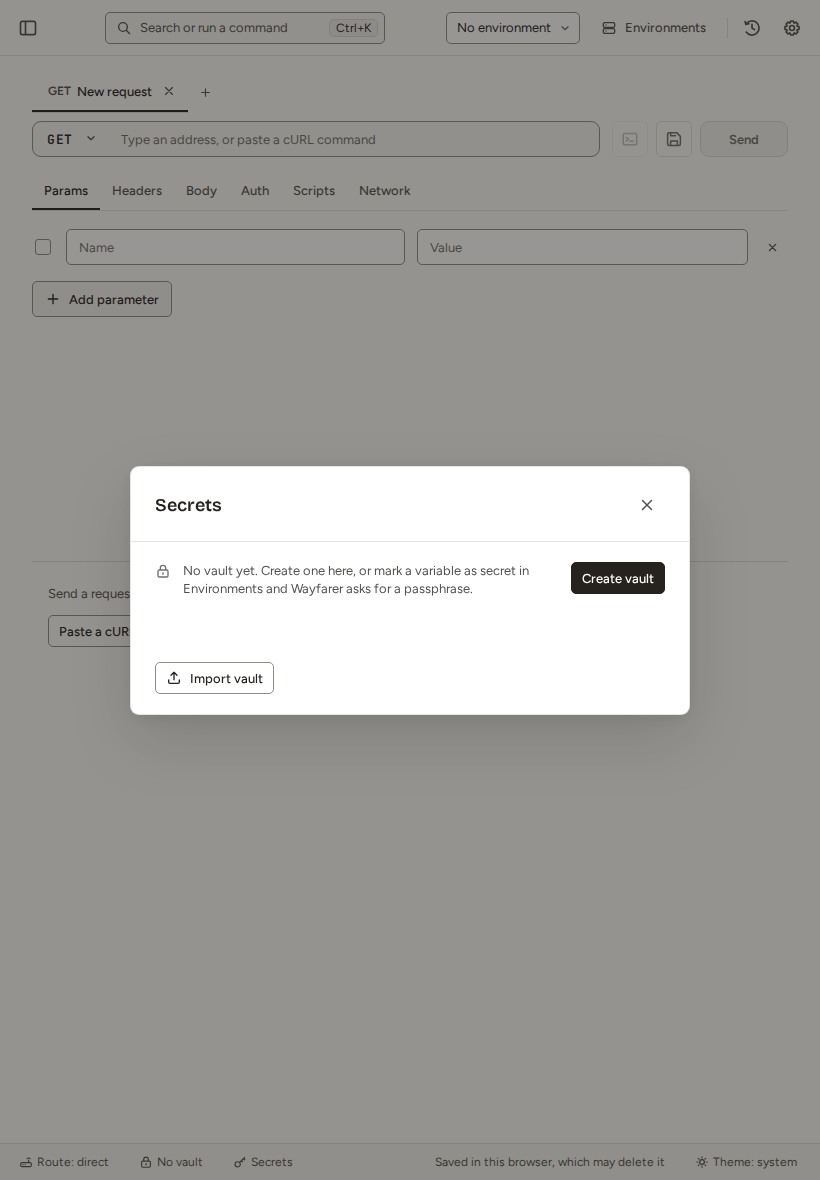 Search or run a command Ctrl+K No environment Environments
GET New request
GET Type an address, or paste a cURL command Send
Params Headers Body Auth Scripts Network
Name Value
Add parameter
Secrets
No vault yet. Create one here, or mark a variable as secret in
Environments and Wayfarer asks for a passphrase.
Create vault
Send a reques
Paste a cUR
Import vault
Route: direct No vault Secrets Saved in this browser, which may delete it Theme: system